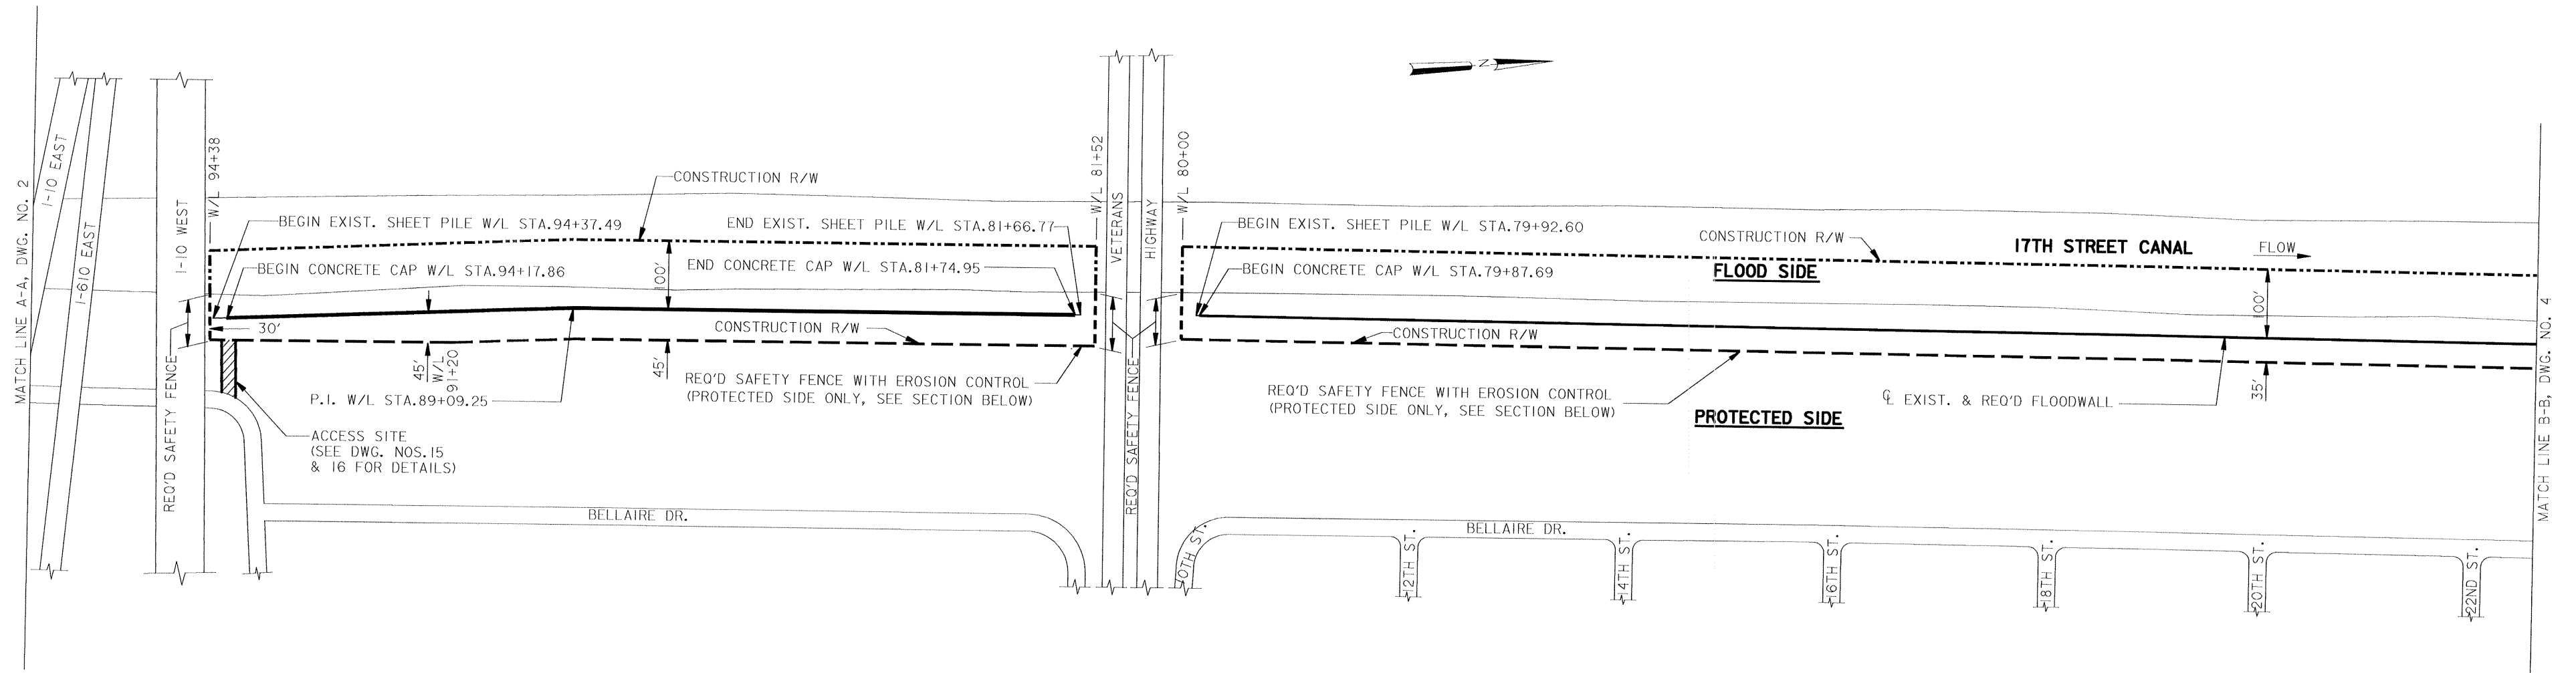 MATCH LINE A-A, DWG. NO. 2
I-10 EAST
I-610 EAST
I-10 WEST
REQ'D SAFETY FENCE
W/L 94+38
N
CONSTRUCTION R/W
BEGIN EXIST. SHEET PILE W/L STA.94+37.49
END EXIST. SHEET PILE W/L STA.81+66.77
BEGIN CONCRETE CAP W/L STA.94+17.86
END CONCRETE CAP W/L STA.81+74.95
100'
30'
CONSTRUCTION R/W
45'
W/L
91+20
45'
P.I. W/L STA.89+09.25
REQ'D SAFETY FENCE WITH EROSION CONTROL
(PROTECTED SIDE ONLY, SEE SECTION BELOW)
ACCESS SITE
(SEE DWG. NOS.15
& 16 FOR DETAILS)
BELLAIRE DR.
W/L 81+52
VETERANS
HIGHWAY
REQ'D SAFETY FENCE
W/L 80+00
BEGIN EXIST. SHEET PILE W/L STA.79+92.60
BEGIN CONCRETE CAP W/L STA.79+87.69
CONSTRUCTION R/W
17TH STREET CANAL
FLOW
FLOOD SIDE
100'
CONSTRUCTION R/W
REQ'D SAFETY FENCE WITH EROSION CONTROL
(PROTECTED SIDE ONLY, SEE SECTION BELOW)
℄ EXIST. & REQ'D FLOODWALL
35'
PROTECTED SIDE
BELLAIRE DR.
10TH ST.
12TH ST.
14TH ST.
16TH ST.
18TH ST.
20TH ST.
22ND ST.
MATCH LINE B-B, DWG. NO. 4